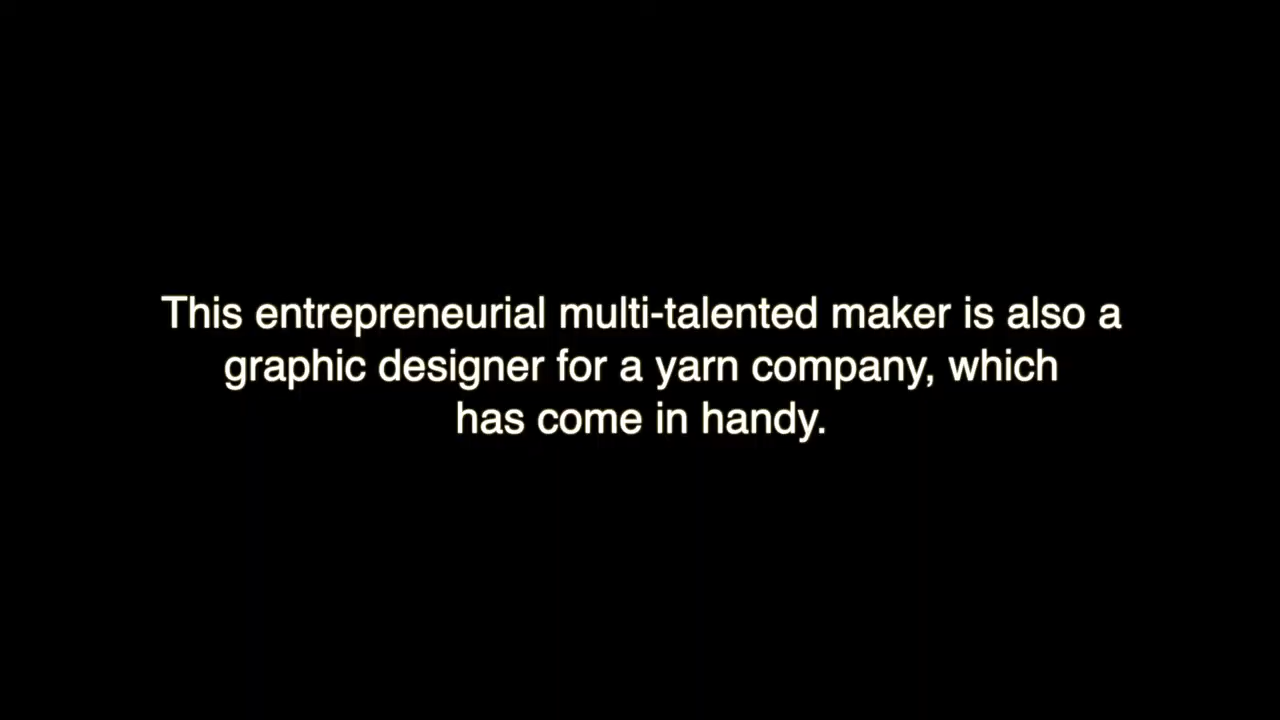 This entrepreneurial multi-talented maker is also a
graphic designer for a yarn company, which
has come in handy.